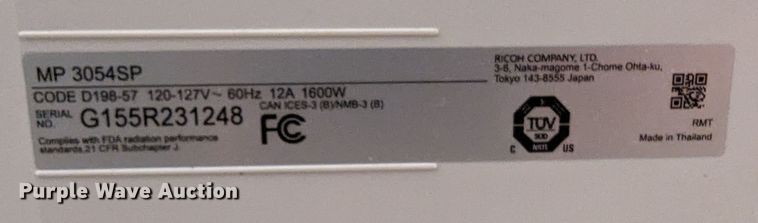 MP 3054SP
CODE D198-57 120-127V~ 60Hz 12A 1600W
SERIAL NO. G155R231248
CAN ICES-3 (B)/NMB-3 (B)
FC
Complies with FDA radiation performance
standards,21 CFR Subchapter J.
RICOH COMPANY, LTD.
3-6, Naka-magome 1-Chome Ohta-ku,
Tokyo 143-8555 Japan
TÜV
C US
RMT
Made in Thailand
Purple Wave Auction